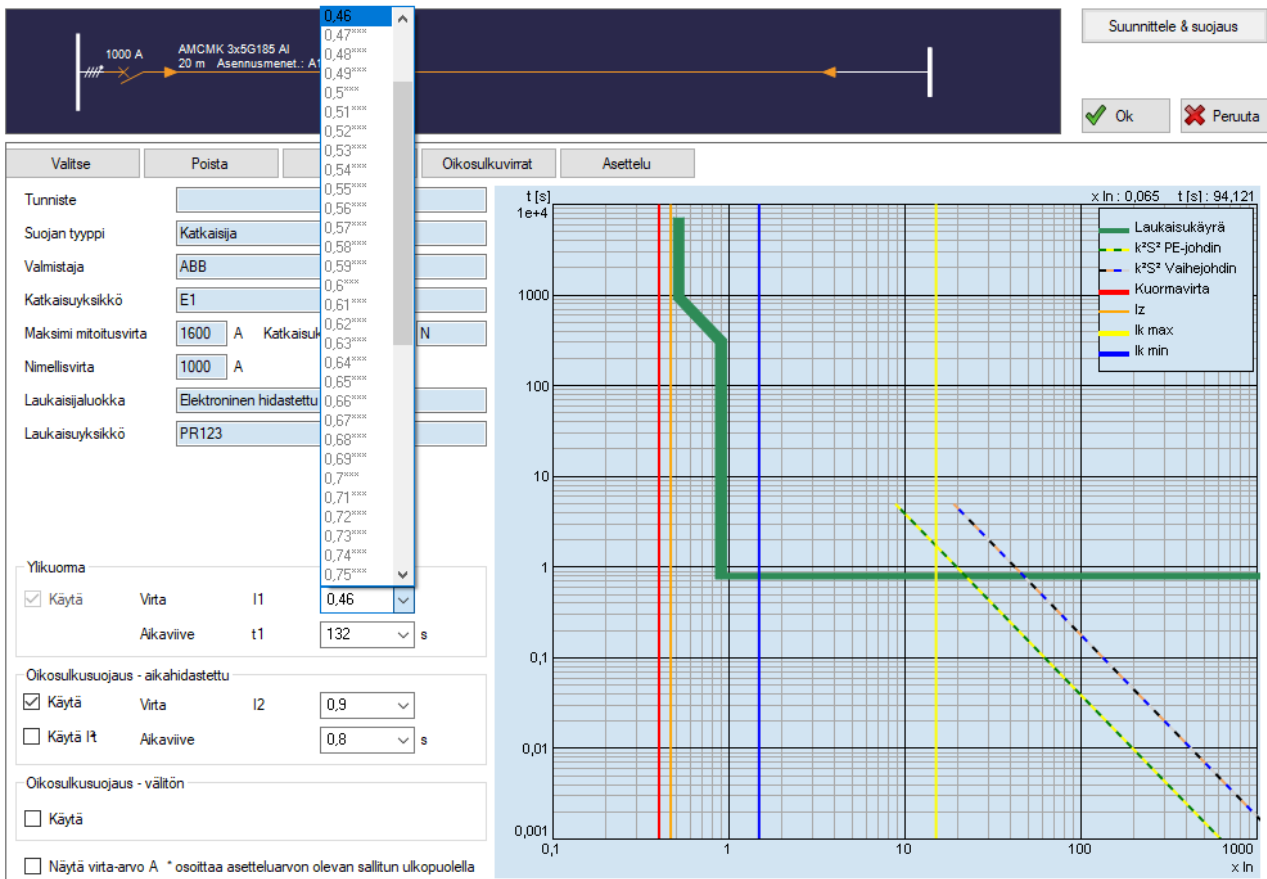 1000 A
AMCMK 3x5G185 Al
20 m Asennusmenet.: A1
Suunnittele & suojaus
Ok
Peruuta
Valitse
Poista
Oikosulkuvirrat
Asettelu
Tunniste
Suojan tyyppi Katkaisija
Valmistaja ABB
Katkaisuyksikkö E1
Maksimi mitoitusvirta 1600 A Katkaisuk N
Nimellisvirta 1000 A
Laukaisijaluokka Elektroninen hidastettu
Laukaisuyksikkö PR123
0,46
0,47***
0,48***
0,49***
0,5***
0,51***
0,52***
0,53***
0,54***
0,55***
0,56***
0,57***
0,58***
0,59***
0,6***
0,61***
0,62***
0,63***
0,64***
0,65***
0,66***
0,67***
0,68***
0,69***
0,7***
0,71***
0,72***
0,73***
0,74***
0,75***
Ylikuorma
Käytä Virta I1 0,46
Aikaviive t1 132 s
Oikosulkusuojaus - aikahidastettu
Käytä Virta I2 0,9
Käytä I²t Aikaviive 0,8 s
Oikosulkusuojaus - välitön
Käytä
Näytä virta-arvo A * osoittaa asetteluarvon olevan sallitun ulkopuolella
t [s]
x In : 0,065 t [s] : 94,121
1e+4
1000
100
10
1
0,1
0,01
0,001
Laukaisukäyrä
k²S² PE-johdin
k²S² Vaihejohdin
Kuormavirta
Iz
Ik max
Ik min
0,1
1
10
100
1000
x In